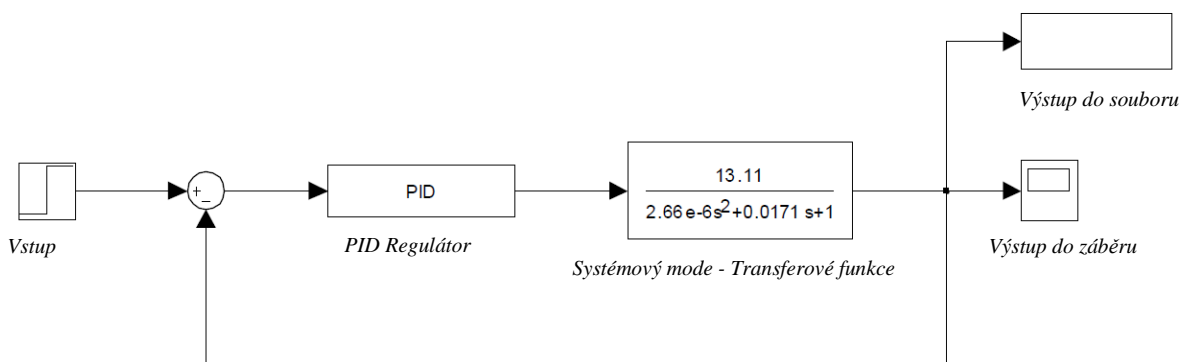 Výstup do souboru
+
−
PID
13.11
2.66 e-6s²+0.0171 s+1
Vstup
PID Regulátor
Systémový mode - Transferové funkce
Výstup do záběru